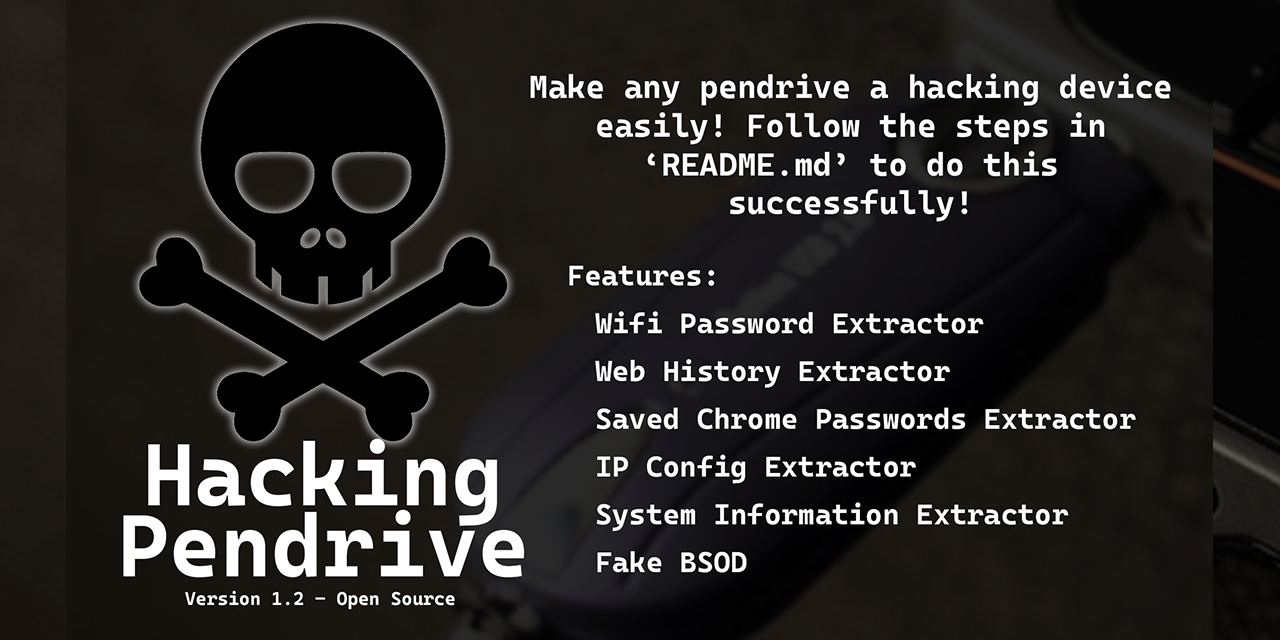 Make any pendrive a hacking device
easily! Follow the steps in
‘README.md’ to do this
successfully!
Features:
Wifi Password Extractor
Web History Extractor
Saved Chrome Passwords Extractor
IP Config Extractor
System Information Extractor
Fake BSOD
Hacking
Pendrive
Version 1.2 – Open Source